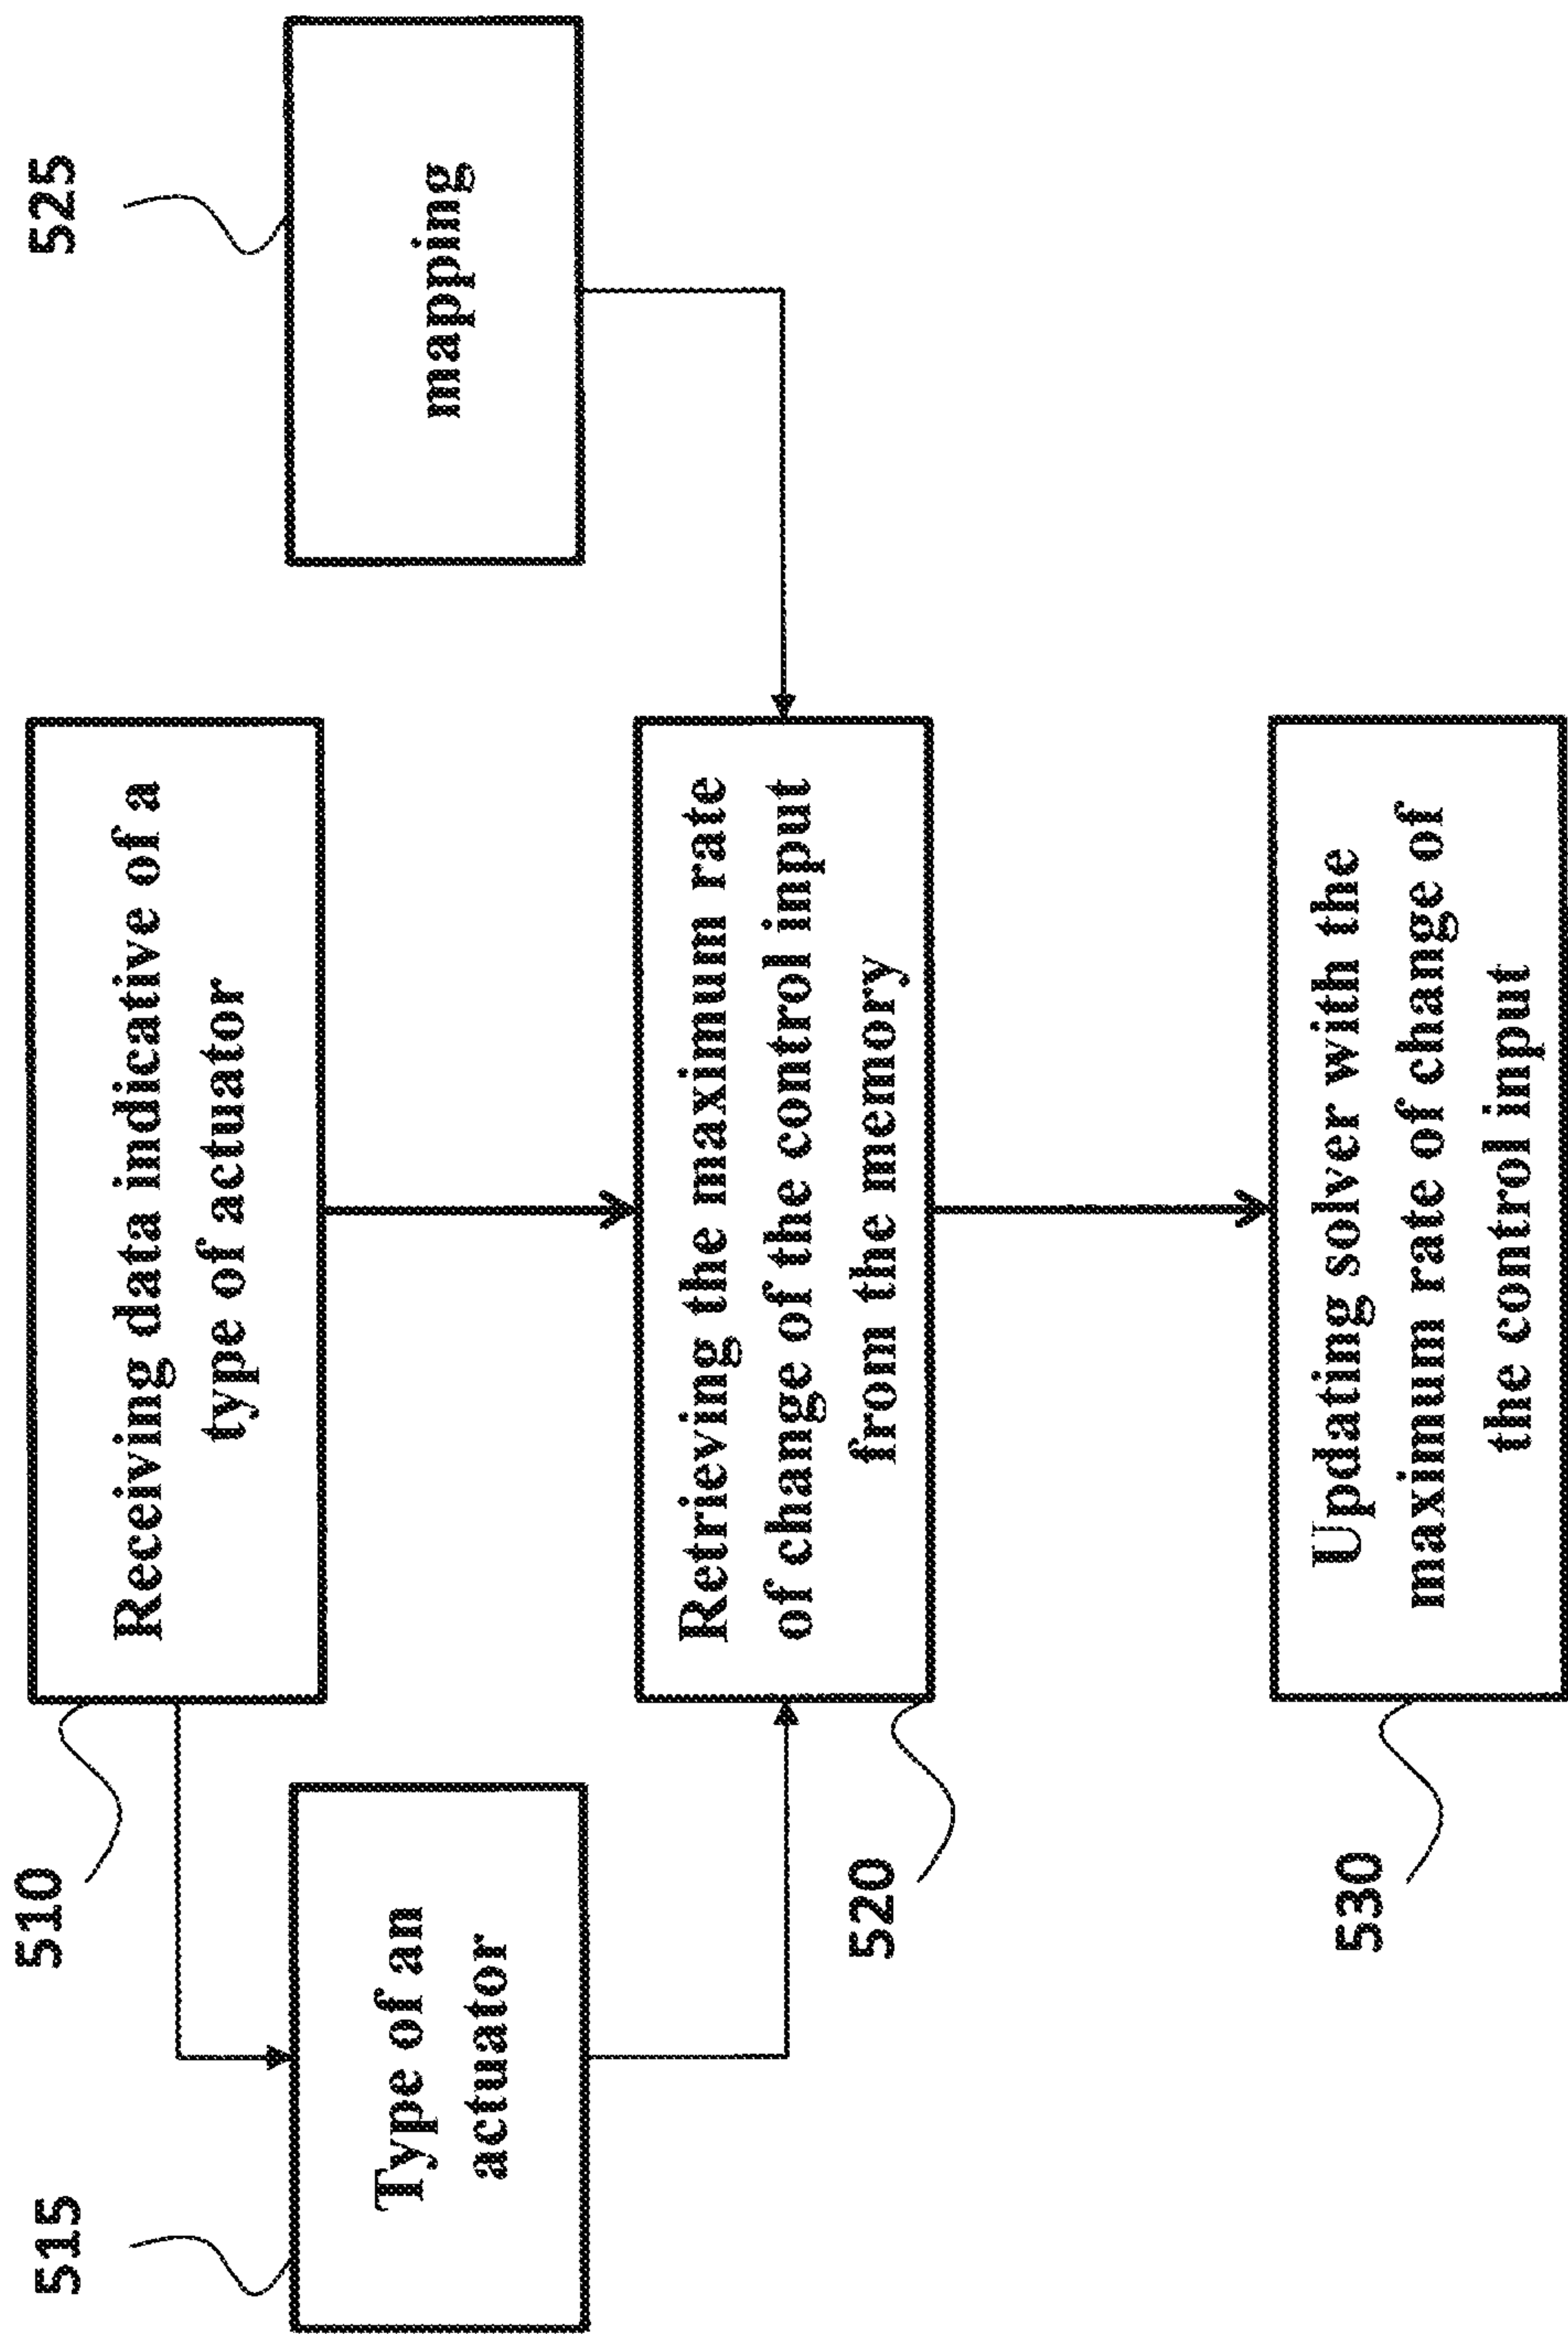 510
Receiving data indicative of a
type of actuator
515
Type of an
actuator
525
mapping
520
Retrieving the maximum rate
of change of the control input
from the memory
530
Updating solver with the
maximum rate of change of
the control input